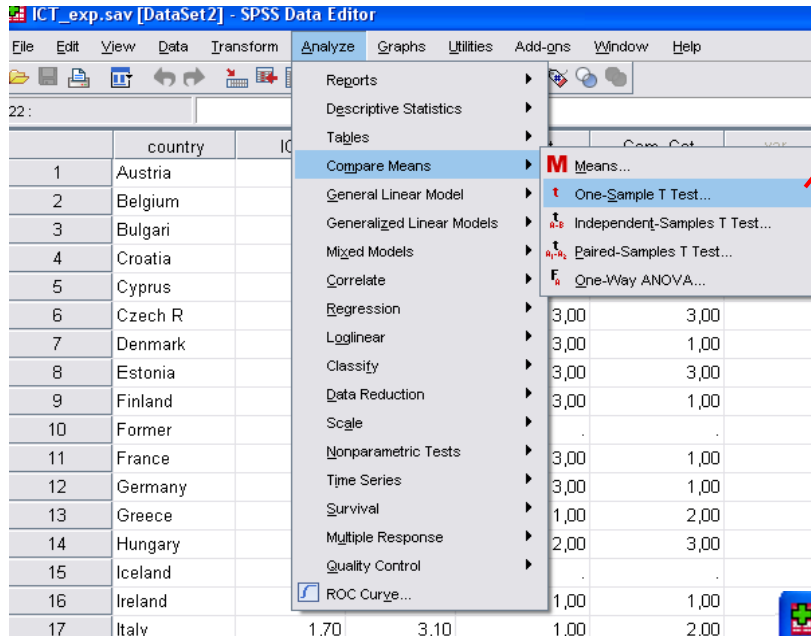 ICT_exp.sav [DataSet2] - SPSS Data Editor
File Edit View Data Transform Analyze Graphs Utilities Add-ons Window Help
22 :
country IC Com_Cot var
1 Austria
2 Belgium
3 Bulgari
4 Croatia
5 Cyprus
6 Czech R 3,00 3,00
7 Denmark 3,00 1,00
8 Estonia 3,00 3,00
9 Finland 3,00 1,00
10 Former . .
11 France 3,00 1,00
12 Germany 3,00 1,00
13 Greece 1,00 2,00
14 Hungary 2,00 3,00
15 Iceland . .
16 Ireland 1,00 1,00
17 Italy 1.70 3.10 1,00 2.00
Reports
Descriptive Statistics
Tables
Compare Means
General Linear Model
Generalized Linear Models
Mixed Models
Correlate
Regression
Loglinear
Classify
Data Reduction
Scale
Nonparametric Tests
Time Series
Survival
Multiple Response
Quality Control
ROC Curve...
M Means...
t One-Sample T Test...
t A-B Independent-Samples T Test...
t A₁-A₂ Paired-Samples T Test...
F A One-Way ANOVA...